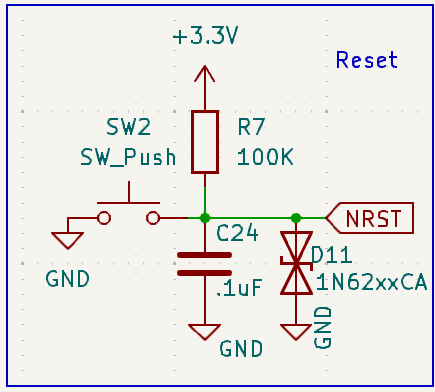 +3.3V
Reset
SW2
SW_Push
R7
100K
NRST
C24
.1uF
D11
1N62xxCA
GND
GND
GND